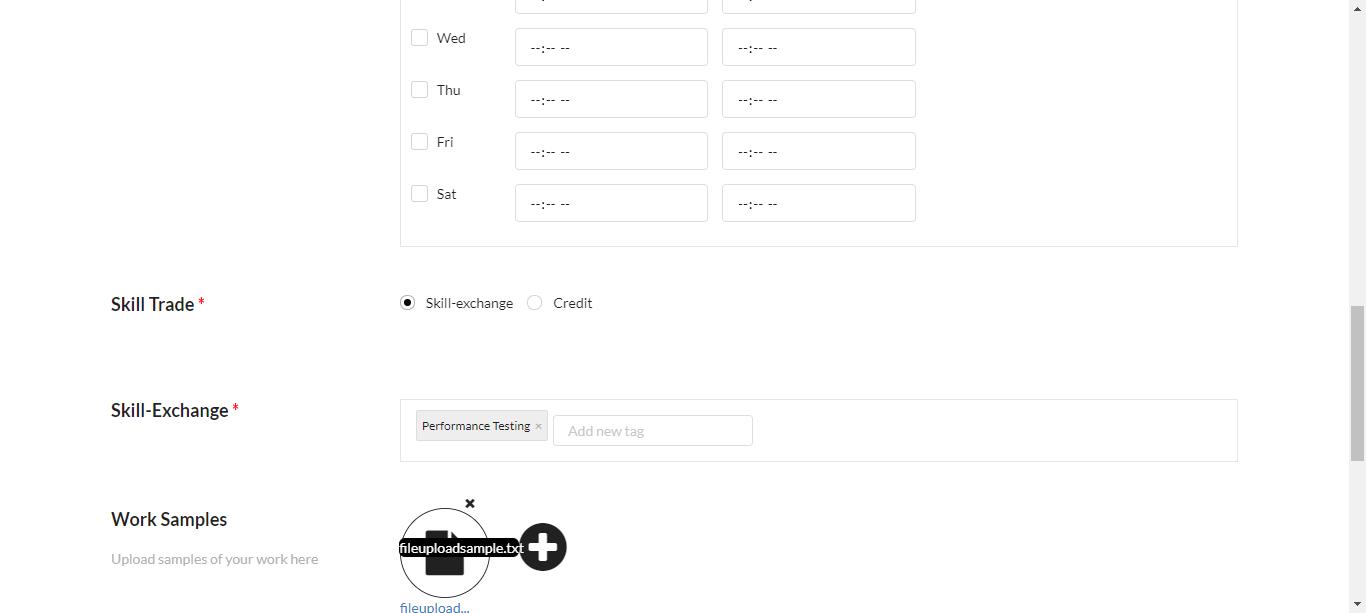 Wed --:-- -- --:-- --
Thu --:-- -- --:-- --
Fri --:-- -- --:-- --
Sat --:-- -- --:-- --
Skill Trade * Skill-exchange Credit
Skill-Exchange * Performance Testing × Add new tag
Work Samples
fileuploadsample.txt
Upload samples of your work here
fileupload...